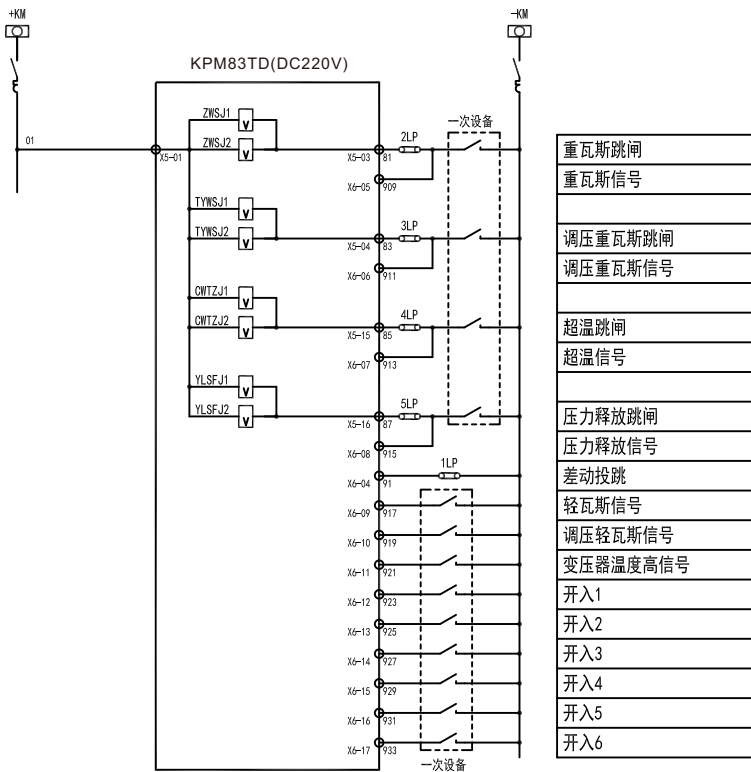 +KM
-KM
KPM83TD(DC220V)
ZWSJ1
V
2LP
一次设备
01
X5-01
ZWSJ2
V
X5-03
81
重瓦斯跳闸
X6-05
909
重瓦斯信号
TYWSJ1
V
3LP
TYWSJ2
V
X5-04
83
调压重瓦斯跳闸
X6-06
911
调压重瓦斯信号
CWTZJ1
V
4LP
CWTZJ2
V
X5-15
85
超温跳闸
X6-07
913
超温信号
YLSFJ1
V
5LP
YLSFJ2
V
X5-16
87
压力释放跳闸
X6-08
915
压力释放信号
1LP
X6-04
91
差动投跳
X6-09
917
轻瓦斯信号
X6-10
919
调压轻瓦斯信号
X6-11
921
变压器温度高信号
X6-12
923
开入1
X6-13
925
开入2
X6-14
927
开入3
X6-15
929
开入4
X6-16
931
开入5
X6-17
933
开入6
一次设备